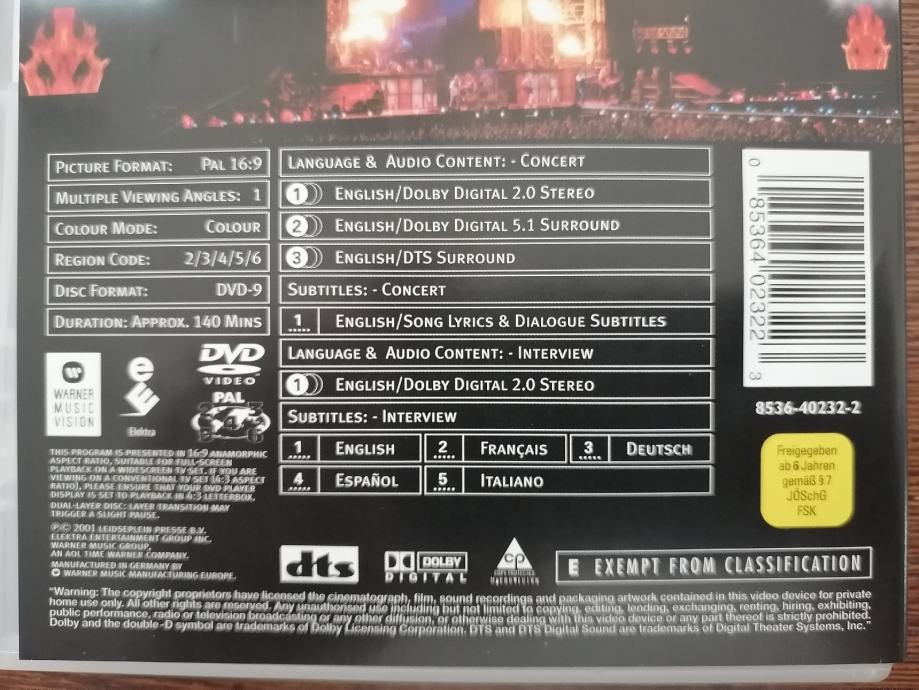 PICTURE FORMAT: PAL 16:9
MULTIPLE VIEWING ANGLES: 1
COLOUR MODE: COLOUR
REGION CODE: 2/3/4/5/6
DISC FORMAT: DVD-9
DURATION: APPROX. 140 MINS
LANGUAGE & AUDIO CONTENT: - CONCERT
1 ENGLISH/DOLBY DIGITAL 2.0 STEREO
2 ENGLISH/DOLBY DIGITAL 5.1 SURROUND
3 ENGLISH/DTS SURROUND
SUBTITLES: - CONCERT
1 ENGLISH/SONG LYRICS & DIALOGUE SUBTITLES
LANGUAGE & AUDIO CONTENT: - INTERVIEW
1 ENGLISH/DOLBY DIGITAL 2.0 STEREO
SUBTITLES: - INTERVIEW
1 ENGLISH 2 FRANÇAIS 3 DEUTSCH
4 ESPAÑOL 5 ITALIANO
0 85364 02322 3
8536-40232-2
Freigegeben
ab 6 Jahren
gemäß § 7
JÖSchG
FSK
WARNER
MUSIC
VISION
Elektra
DVD
VIDEO
PAL
2 4 3
3 4 5
THIS PROGRAM IS PRESENTED IN 16:9 ANAMORPHIC
ASPECT RATIO, SUITABLE FOR FULL-SCREEN
PLAYBACK ON A WIDESCREEN TV SET. IF YOU ARE
VIEWING ON A CONVENTIONAL TV SET (4:3 ASPECT
RATIO), PLEASE ENSURE THAT YOUR DVD PLAYER
DISPLAY IS SET TO PLAYBACK IN 4:3 LETTERBOX.
DUAL-LAYER DISC: LAYER TRANSITION MAY
TRIGGER A SLIGHT PAUSE.
℗© 2001 LEIDSEPLEIN PRESSE B.V.
ELEKTRA ENTERTAINMENT GROUP INC.
WARNER MUSIC GROUP,
AN AOL TIME WARNER COMPANY.
MANUFACTURED IN GERMANY BY
WARNER MUSIC MANUFACTURING EUROPE.
dts
DOLBY
DIGITAL
CP
COPY PROTECTED
MACROVISION
E EXEMPT FROM CLASSIFICATION
"Warning: The copyright proprietors have licensed the cinematograph, film, sound recordings and packaging artwork contained in this video device for private
home use only. All other rights are reserved. Any unauthorised use including but not limited to copying, editing, lending, exchanging, renting, hiring, exhibiting,
public performance, radio or television broadcasting or any other diffusion, or otherwise dealing with this video device or any part thereof is strictly prohibited.
Dolby and the double-D symbol are trademarks of Dolby Licensing Corporation. DTS and DTS Digital Sound are trademarks of Digital Theater Systems, Inc."